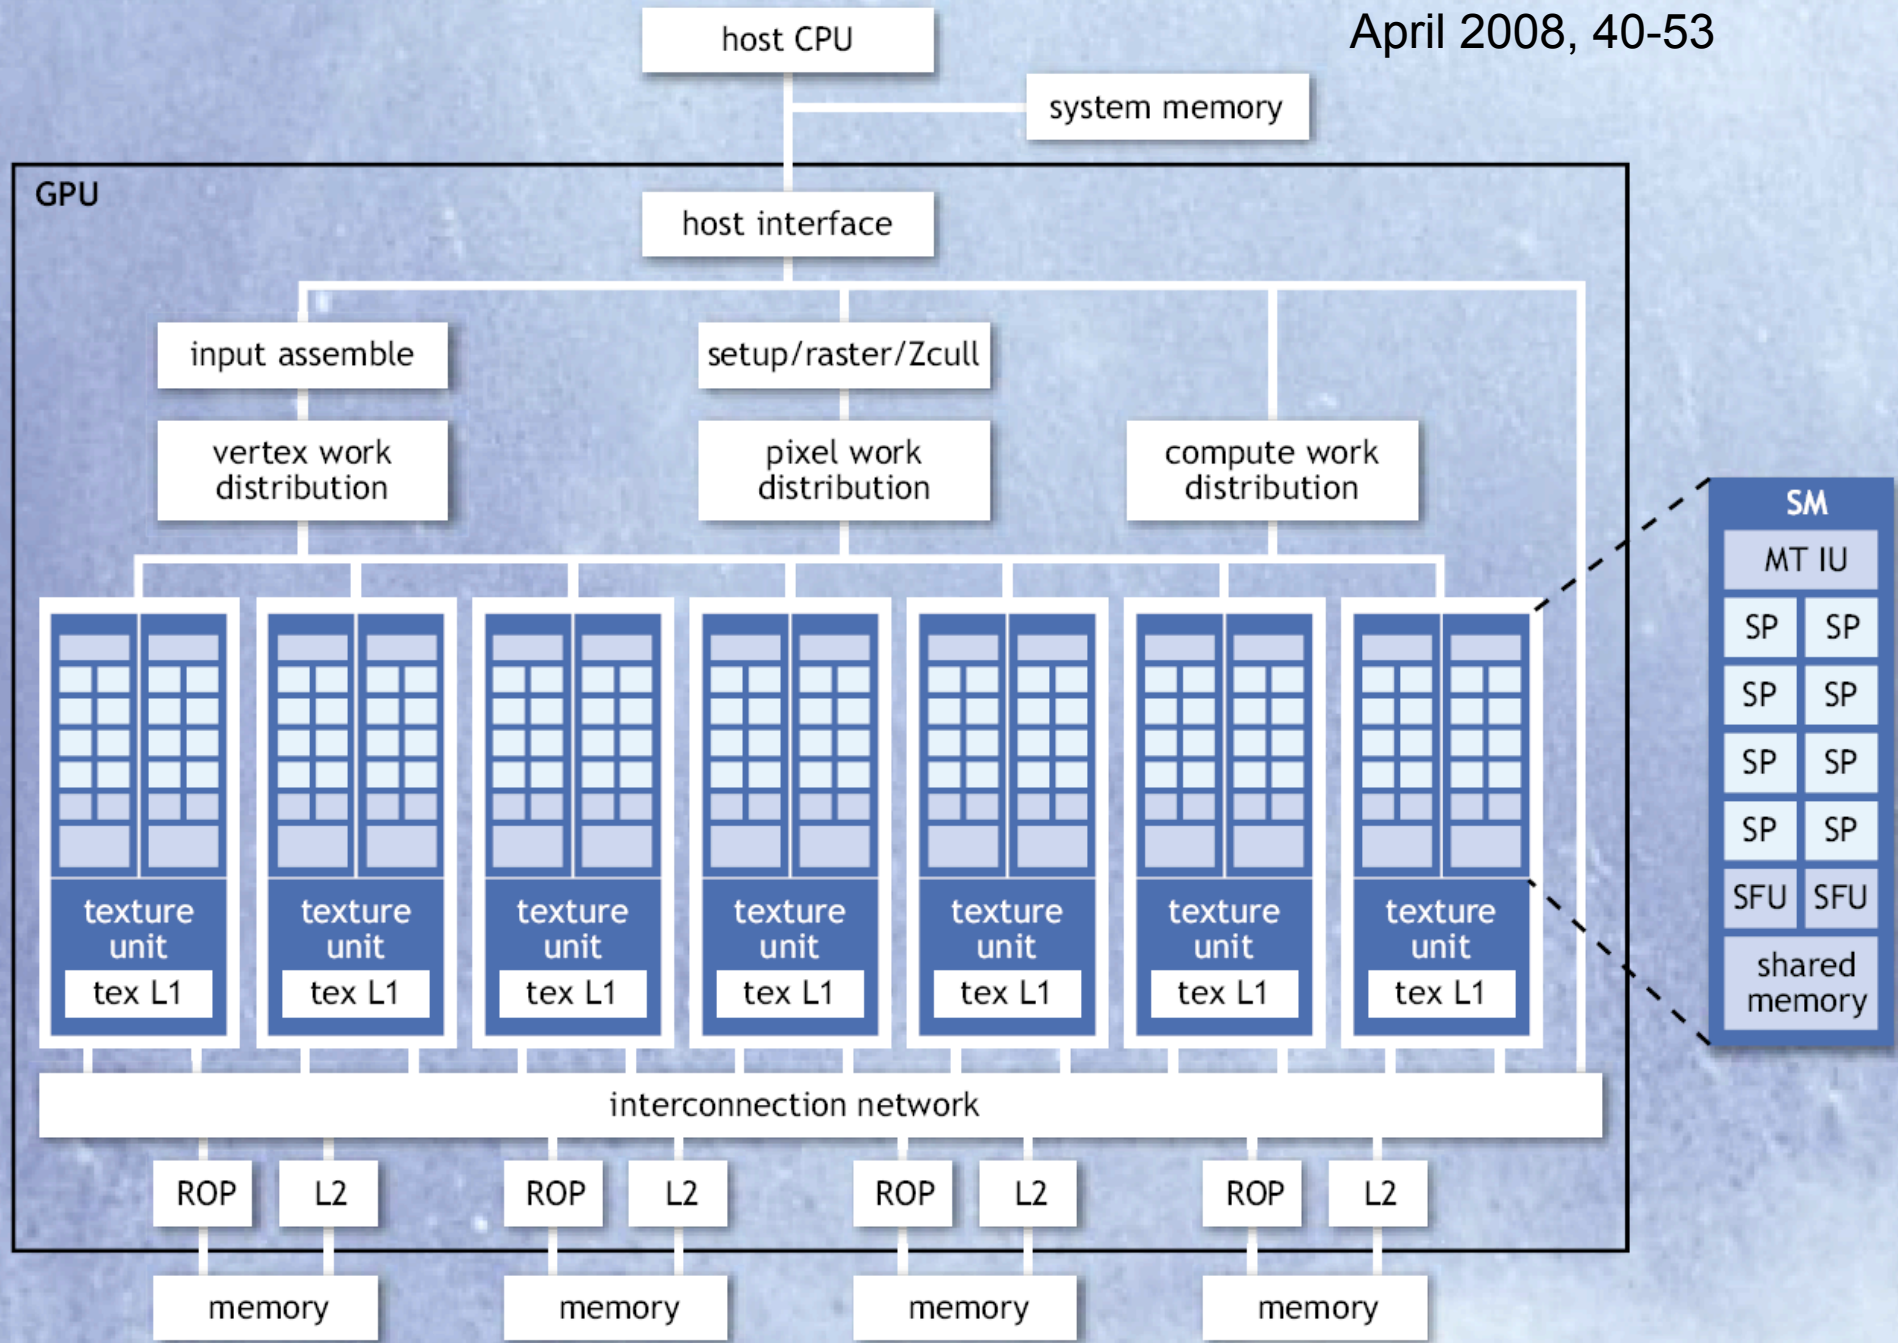 April 2008, 40-53
host CPU
system memory
GPU
host interface
input assemble
setup/raster/Zcull
vertex work
distribution
pixel work
distribution
compute work
distribution
SM
MT IU
SP SP
SP SP
SP SP
SP SP
SFU SFU
shared
memory
texture
unit
tex L1
texture
unit
tex L1
texture
unit
tex L1
texture
unit
tex L1
texture
unit
tex L1
texture
unit
tex L1
texture
unit
tex L1
interconnection network
ROP L2 ROP L2 ROP L2 ROP L2
memory memory memory memory